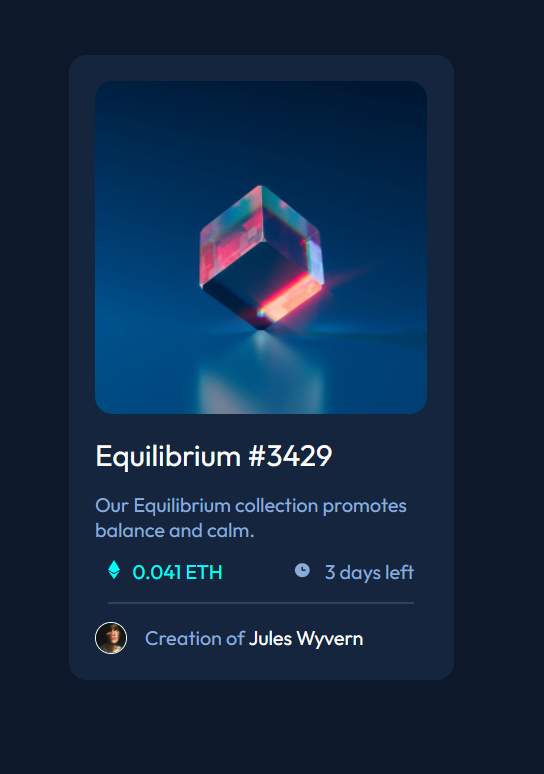 Equilibrium #3429
Our Equilibrium collection promotes
balance and calm.
0.041 ETH 3 days left
Creation of Jules Wyvern